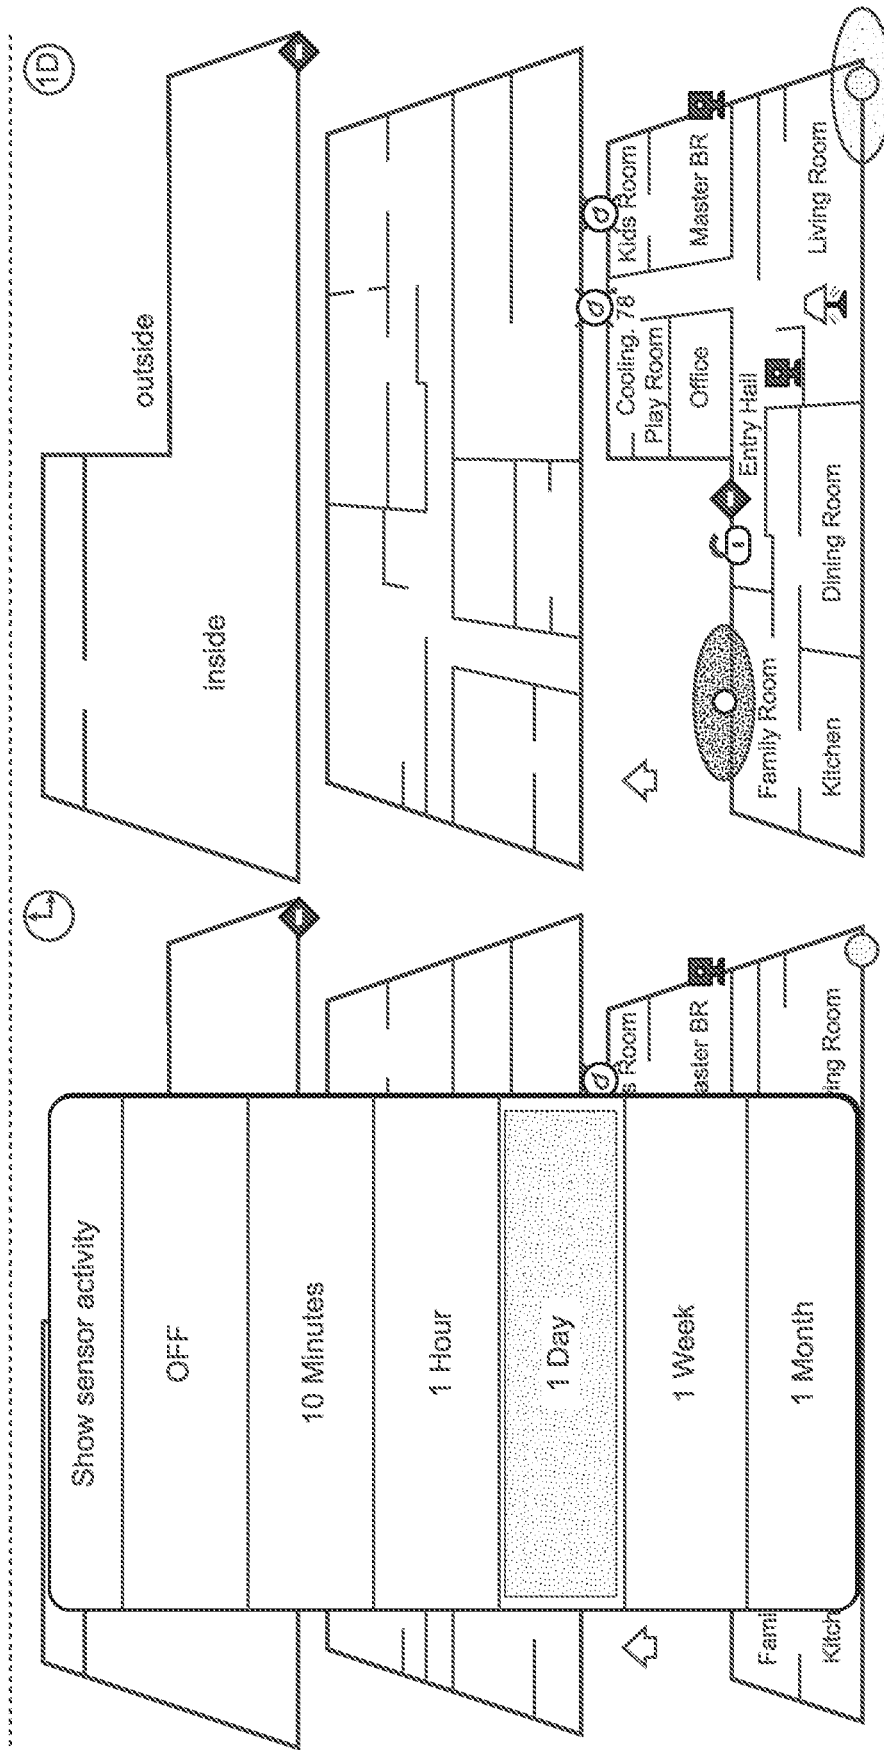 Show sensor activity
OFF
10 Minutes
1 Hour
1 Day
1 Week
1 Month
s Room
aster BR
ing Room
Fami
Kitch
1D
outside
inside
Kids Room
Cooling. 78°
Play Room
Master BR
Office
Entry Hall
Living Room
Family Room
Dining Room
Kitchen